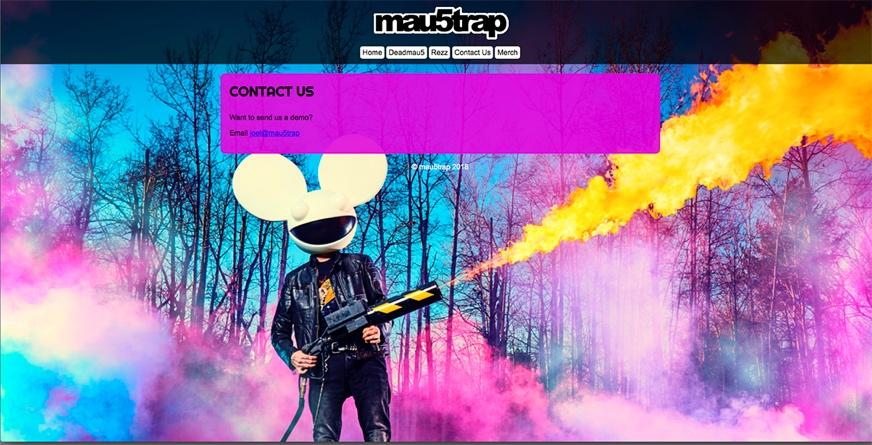 mau5trap
Home Deadmau5 Rezz Contact Us Merch
CONTACT US
Want to send us a demo?
Email joel@mau5trap
© mau5trap 2018